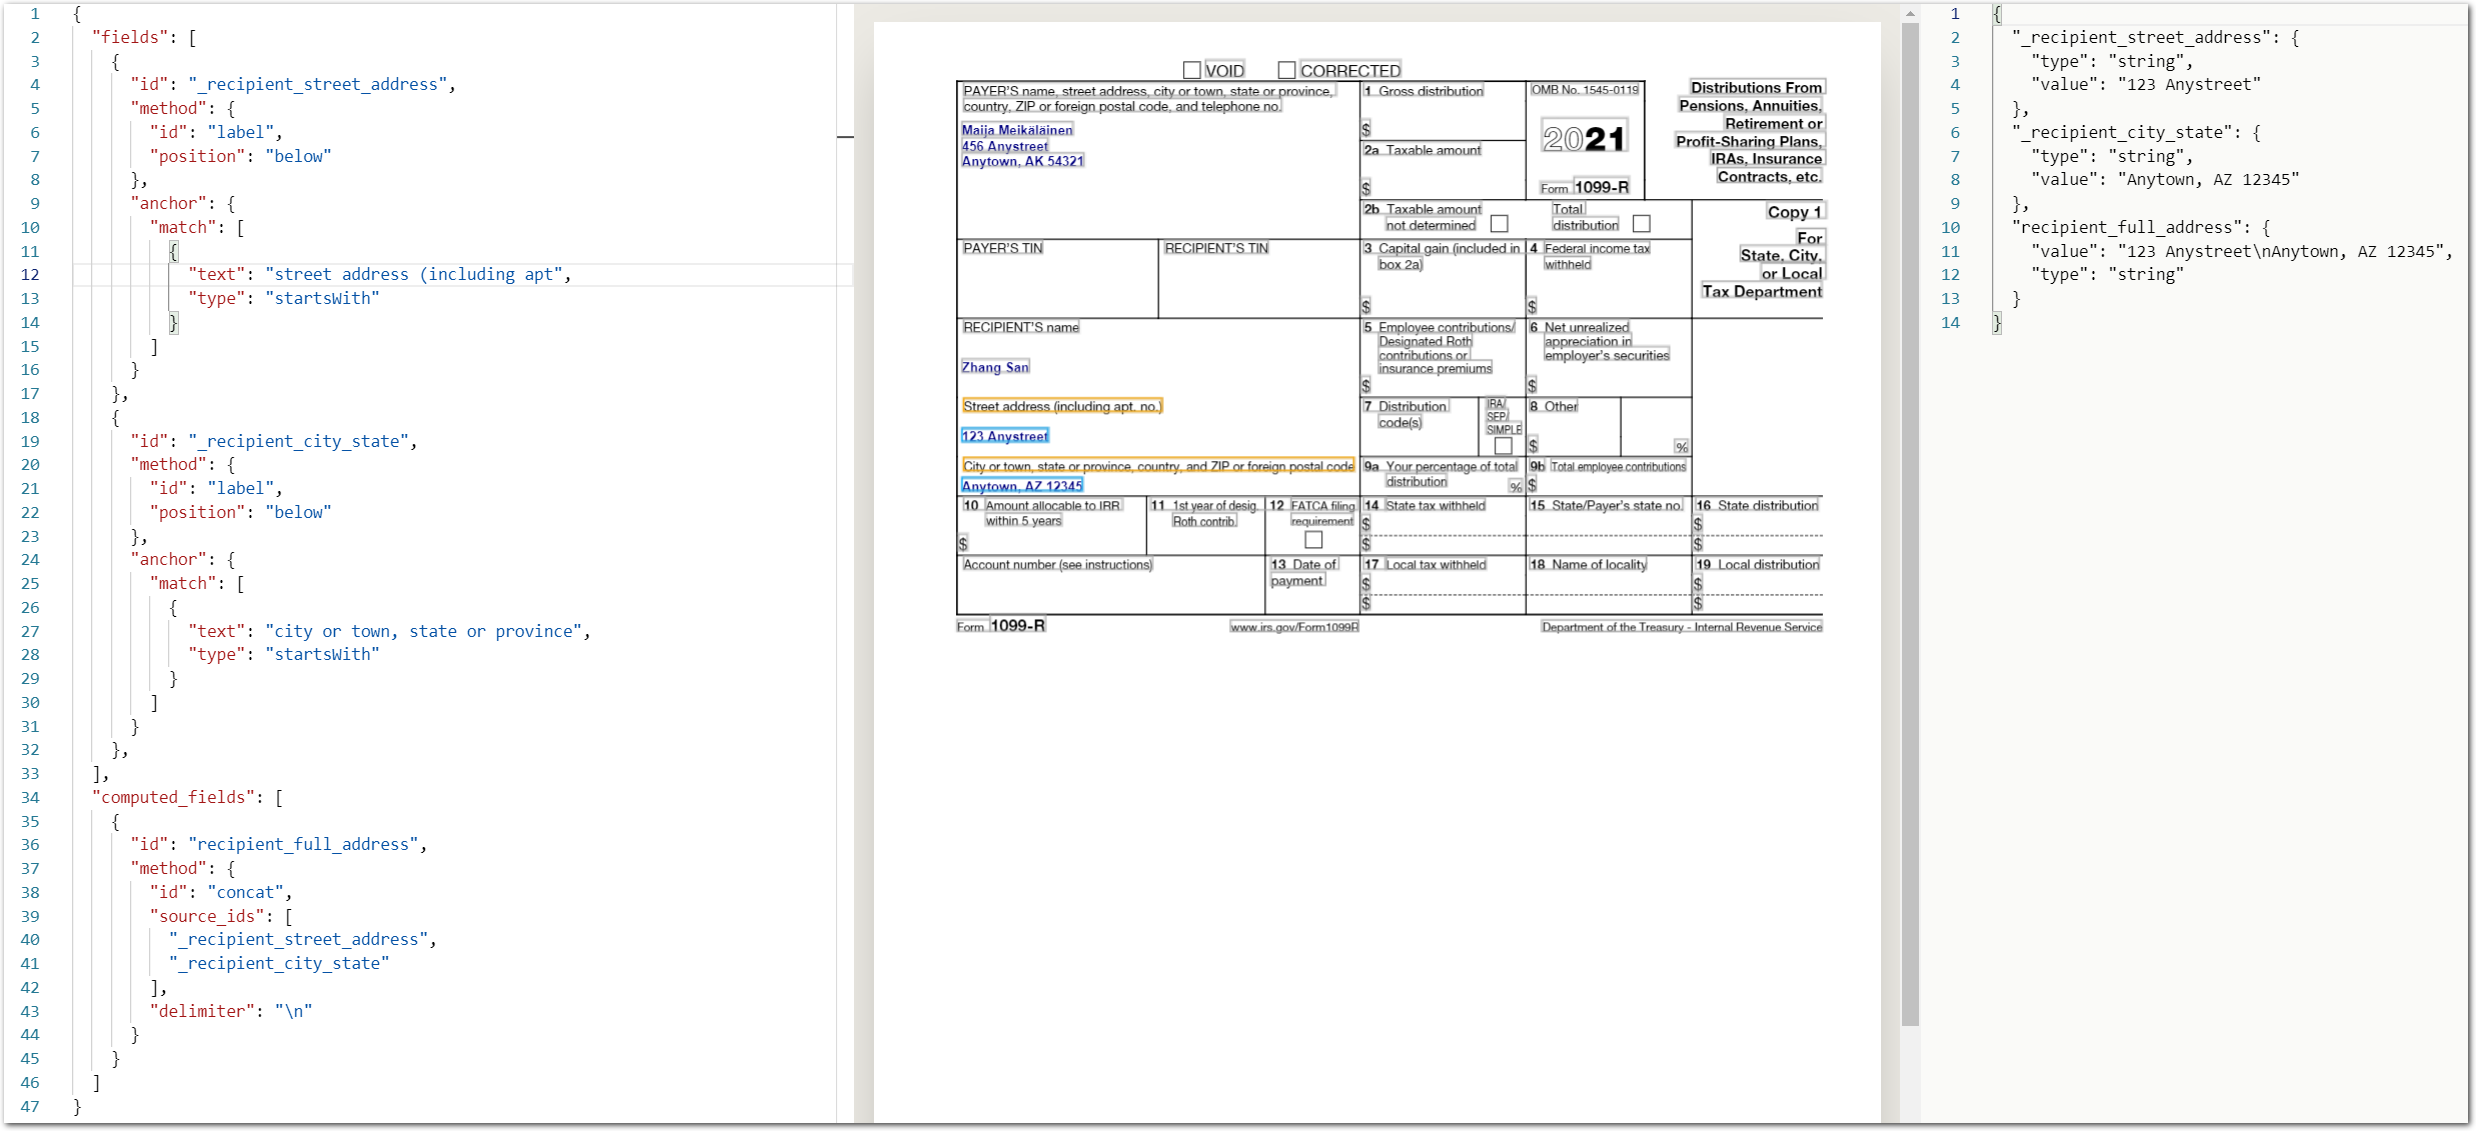 1 {
2 "fields": [
3 {
4 "id": "_recipient_street_address",
5 "method": {
6 "id": "label",
7 "position": "below"
8 },
9 "anchor": {
10 "match": [
11 {
12 "text": "street address (including apt",
13 "type": "startsWith"
14 }
15 ]
16 }
17 },
18 {
19 "id": "_recipient_city_state",
20 "method": {
21 "id": "label",
22 "position": "below"
23 },
24 "anchor": {
25 "match": [
26 {
27 "text": "city or town, state or province",
28 "type": "startsWith"
29 }
30 ]
31 }
32 },
33 ],
34 "computed_fields": [
35 {
36 "id": "recipient_full_address",
37 "method": {
38 "id": "concat",
39 "source_ids": [
40 "_recipient_street_address",
41 "_recipient_city_state"
42 ],
43 "delimiter": "\n"
44 }
45 }
46 ]
47 }
VOID CORRECTED
PAYER'S name, street address, city or town, state or province,
country, ZIP or foreign postal code, and telephone no.
Maija Meikäläinen
456 Anystreet
Anytown, AK 54321
1 Gross distribution
$
2a Taxable amount
$
OMB No. 1545-0119
2021
Form 1099-R
Distributions From
Pensions, Annuities,
Retirement or
Profit-Sharing Plans,
IRAs, Insurance
Contracts, etc.
2b Taxable amount
not determined
Total
distribution
Copy 1
For
State, City,
or Local
Tax Department
PAYER'S TIN
RECIPIENT'S TIN
3 Capital gain (included in
box 2a)
$
4 Federal income tax
withheld
$
RECIPIENT'S name
Zhang San
5 Employee contributions/
Designated Roth
contributions or
insurance premiums
$
6 Net unrealized
appreciation in
employer's securities
$
Street address (including apt. no.)
123 Anystreet
7 Distribution
code(s)
IRA/
SEP/
SIMPLE
8 Other
$
%
City or town, state or province, country, and ZIP or foreign postal code
Anytown, AZ 12345
9a Your percentage of total
distribution
%
9b Total employee contributions
$
10 Amount allocable to IRR
within 5 years
$
11 1st year of desig.
Roth contrib.
12 FATCA filing
requirement
14 State tax withheld
$
$
15 State/Payer's state no.
16 State distribution
$
$
Account number (see instructions)
13 Date of
payment
17 Local tax withheld
$
$
18 Name of locality
19 Local distribution
$
$
Form 1099-R
www.irs.gov/Form1099R
Department of the Treasury - Internal Revenue Service
1 {
2 "_recipient_street_address": {
3 "type": "string",
4 "value": "123 Anystreet"
5 },
6 "_recipient_city_state": {
7 "type": "string",
8 "value": "Anytown, AZ 12345"
9 },
10 "recipient_full_address": {
11 "value": "123 Anystreet\nAnytown, AZ 12345",
12 "type": "string"
13 }
14 }